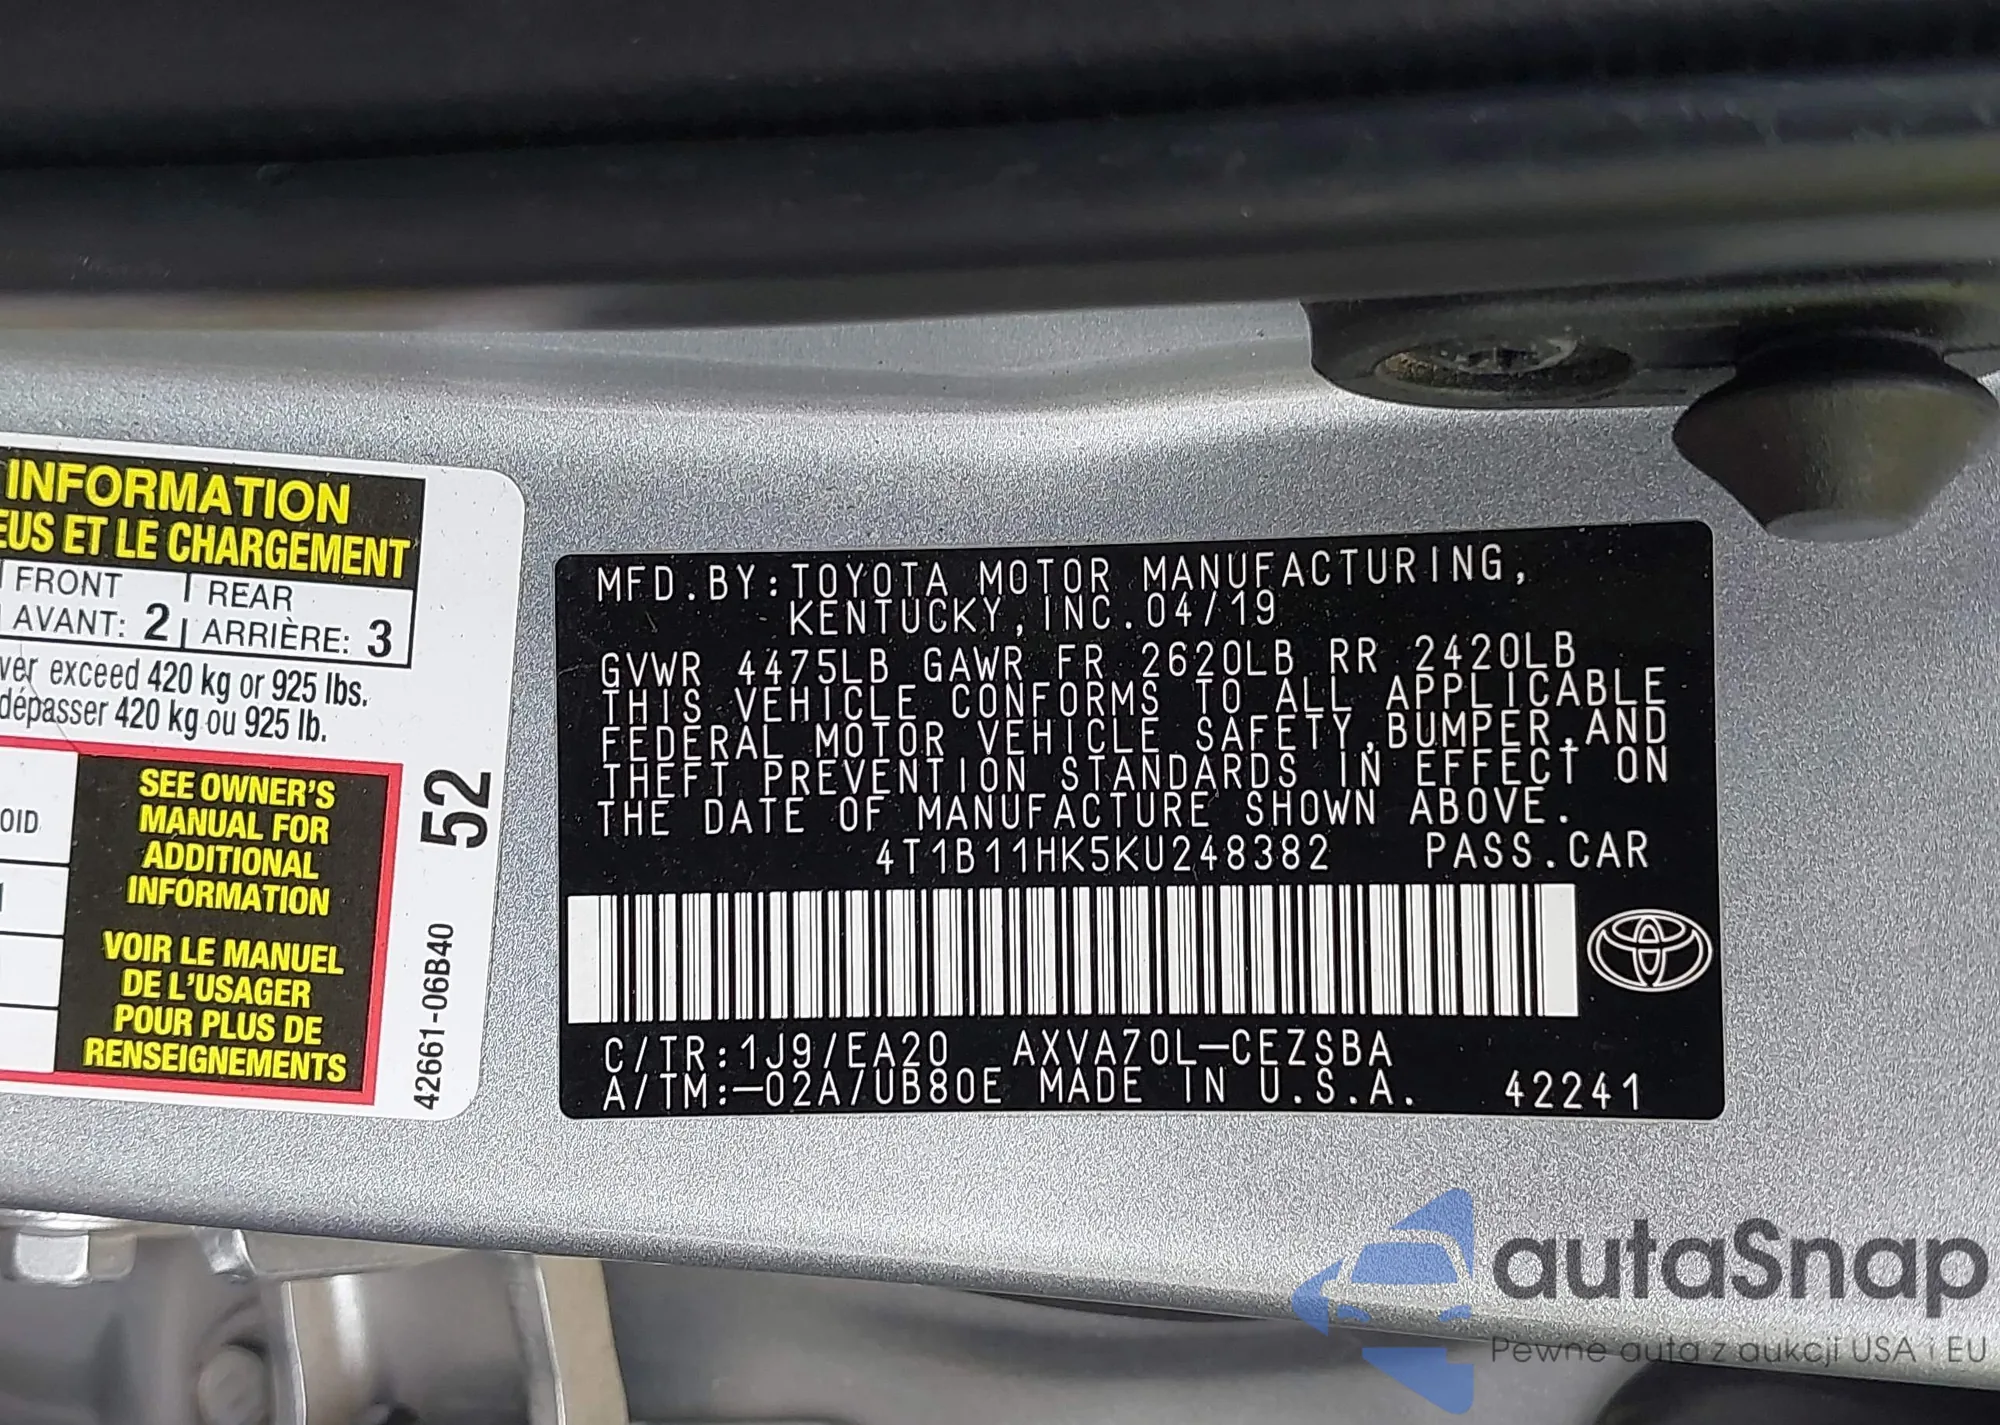 INFORMATION
EUS ET LE CHARGEMENT
FRONT
AVANT: 2
REAR
ARRIÈRE: 3
ver exceed 420 kg or 925 lbs.
dépasser 420 kg ou 925 lb.
OID
1
SEE OWNER'S
MANUAL FOR
ADDITIONAL
INFORMATION
VOIR LE MANUEL
DE L'USAGER
POUR PLUS DE
RENSEIGNEMENTS
52
42661-06B40
MFD.BY:TOYOTA MOTOR MANUFACTURING,
KENTUCKY,INC.04/19
GVWR 4475LB GAWR FR 2620LB RR 2420LB
THIS VEHICLE CONFORMS TO ALL APPLICABLE
FEDERAL MOTOR VEHICLE SAFETY,BUMPER,AND
THEFT PREVENTION STANDARDS IN EFFECT ON
THE DATE OF MANUFACTURE SHOWN ABOVE.
4T1B11HK5KU248382 PASS.CAR
C/TR:1J9/EA20 AXVA70L-CEZSBA
A/TM:-02A/UB80E MADE IN U.S.A. 42241
autaSnap
Pewne auta z aukcji USA i EU